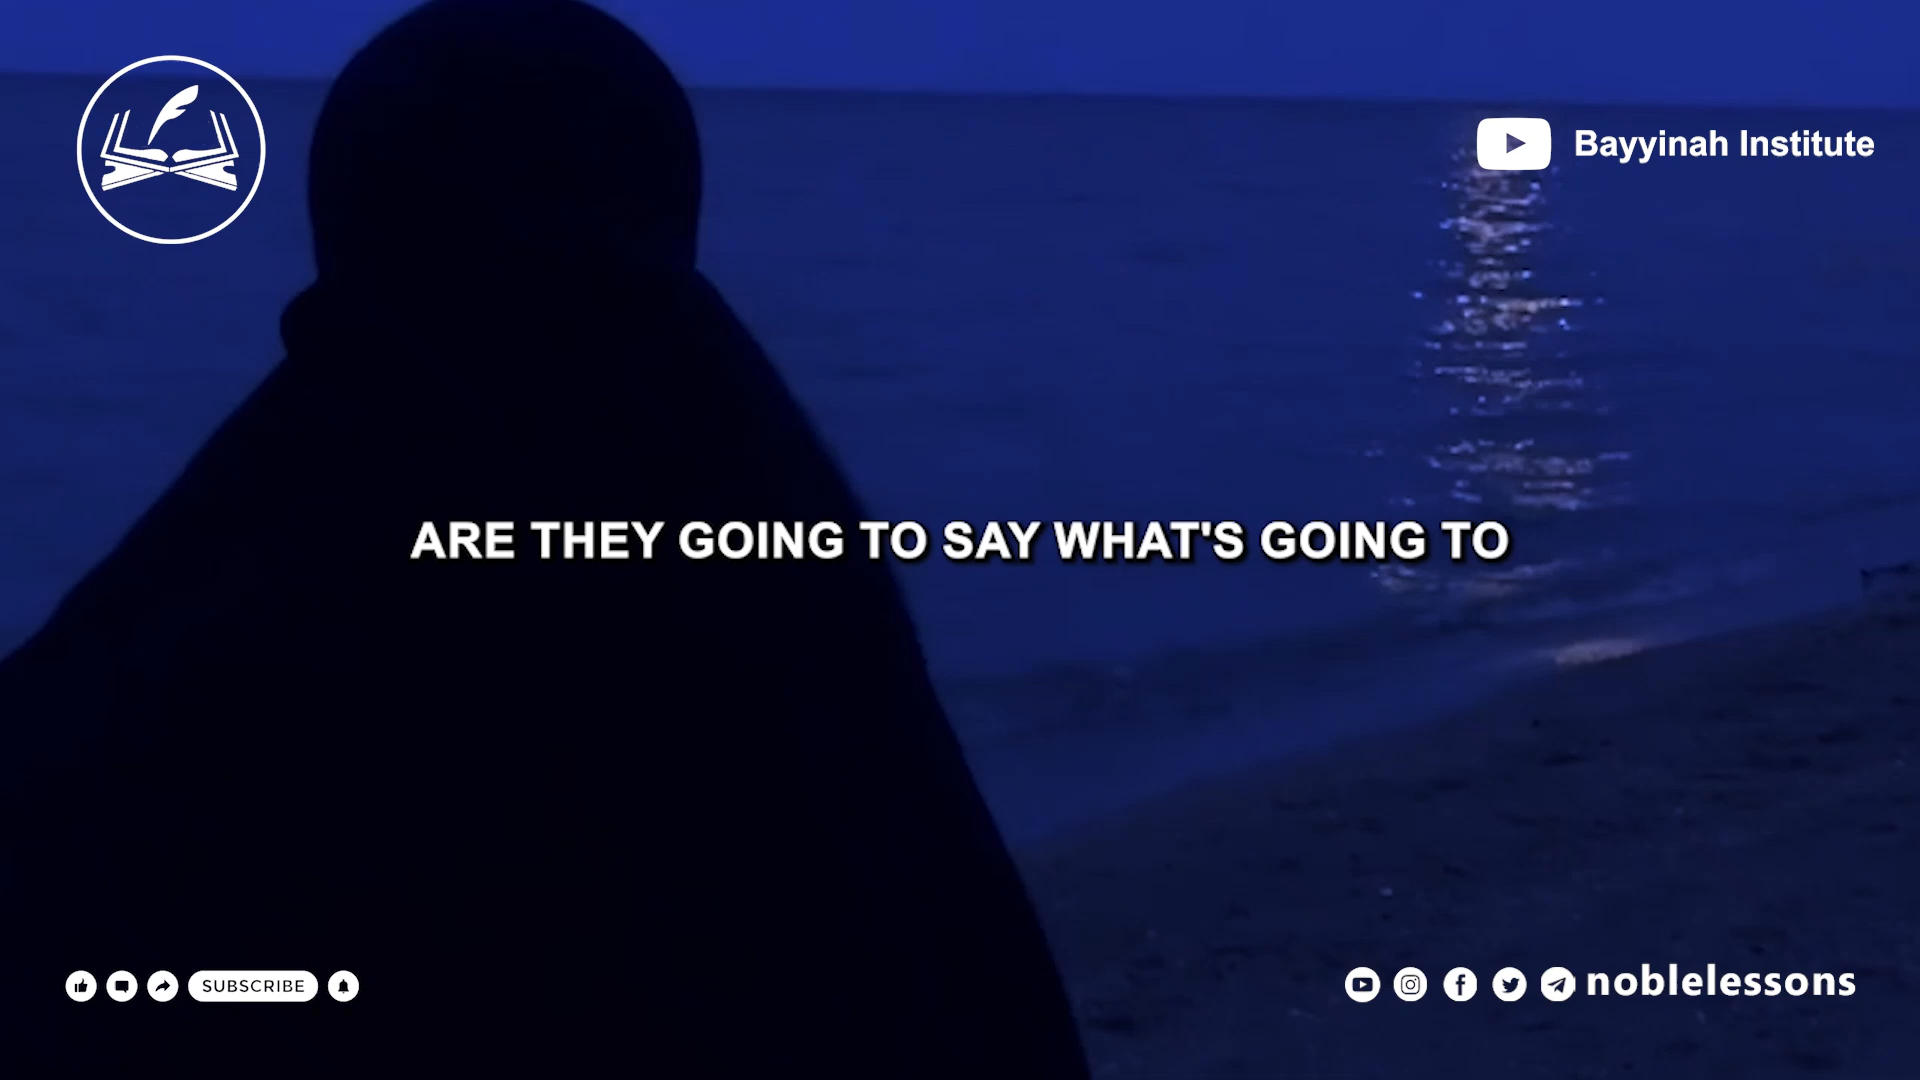 Bayyinah Institute
ARE THEY GOING TO SAY WHAT'S GOING TO
SUBSCRIBE
noblelessons